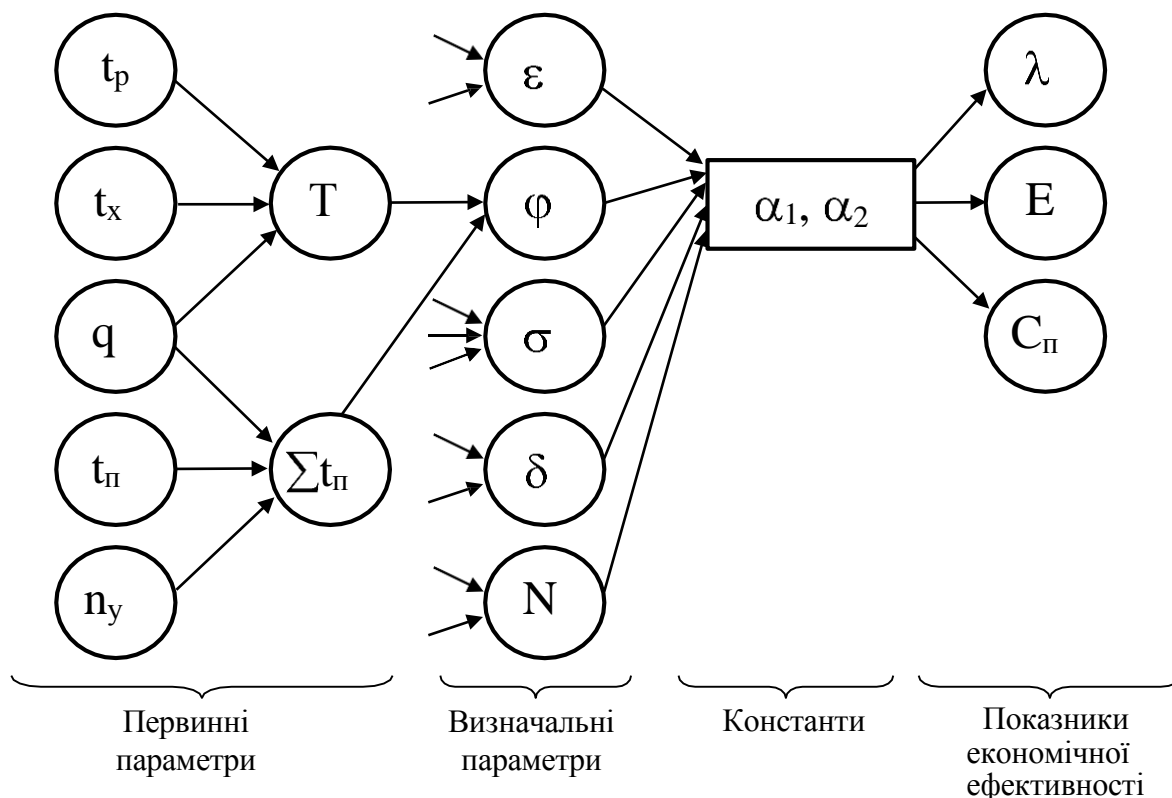 tр
ε
λ
tх
T
φ
α1, α2
E
q
σ
Cп
tп
∑tп
δ
nу
N
Первинні
параметри
Визначальні
параметри
Константи
Показники
економічної
ефективності